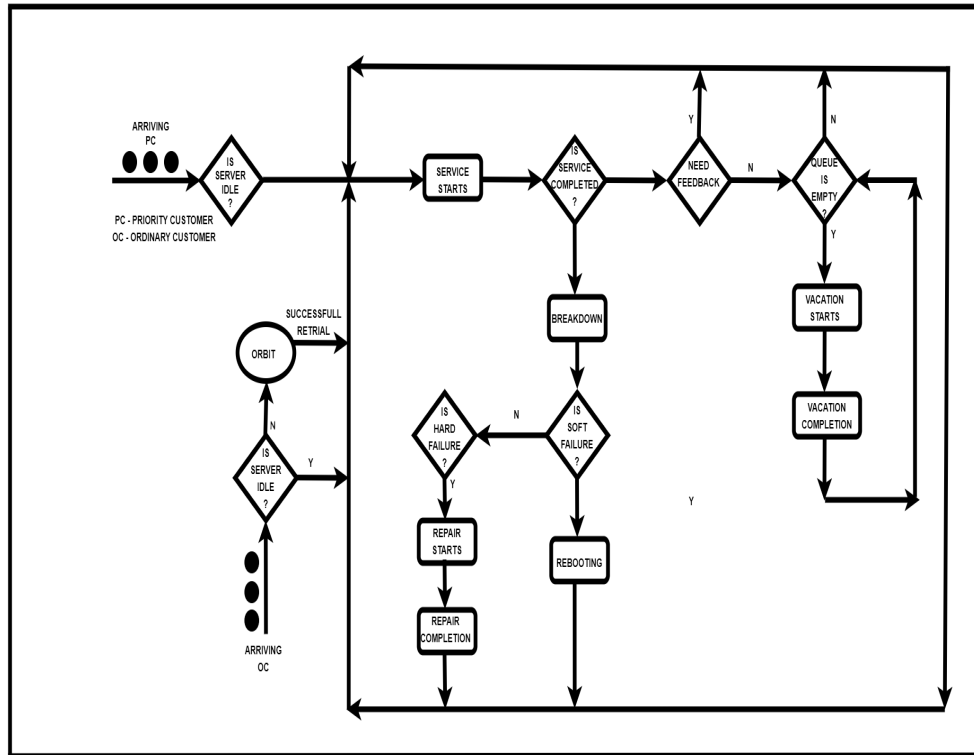 ARRIVING
PC
IS
SERVER
IDLE
?
PC - PRIORITY CUSTOMER
OC - ORDINARY CUSTOMER
SERVICE
STARTS
IS
SERVICE
COMPLETED
?
Y
NEED
FEEDBACK
N
N
QUEUE
IS
EMPTY
?
Y
SUCCESSFULL
RETRIAL
ORBIT
N
IS
SERVER
IDLE
?
Y
ARRIVING
OC
BREAKDOWN
VACATION
STARTS
VACATION
COMPLETION
IS
SOFT
FAILURE
?
N
IS
HARD
FAILURE
?
Y
Y
REPAIR
STARTS
REBOOTING
REPAIR
COMPLETION